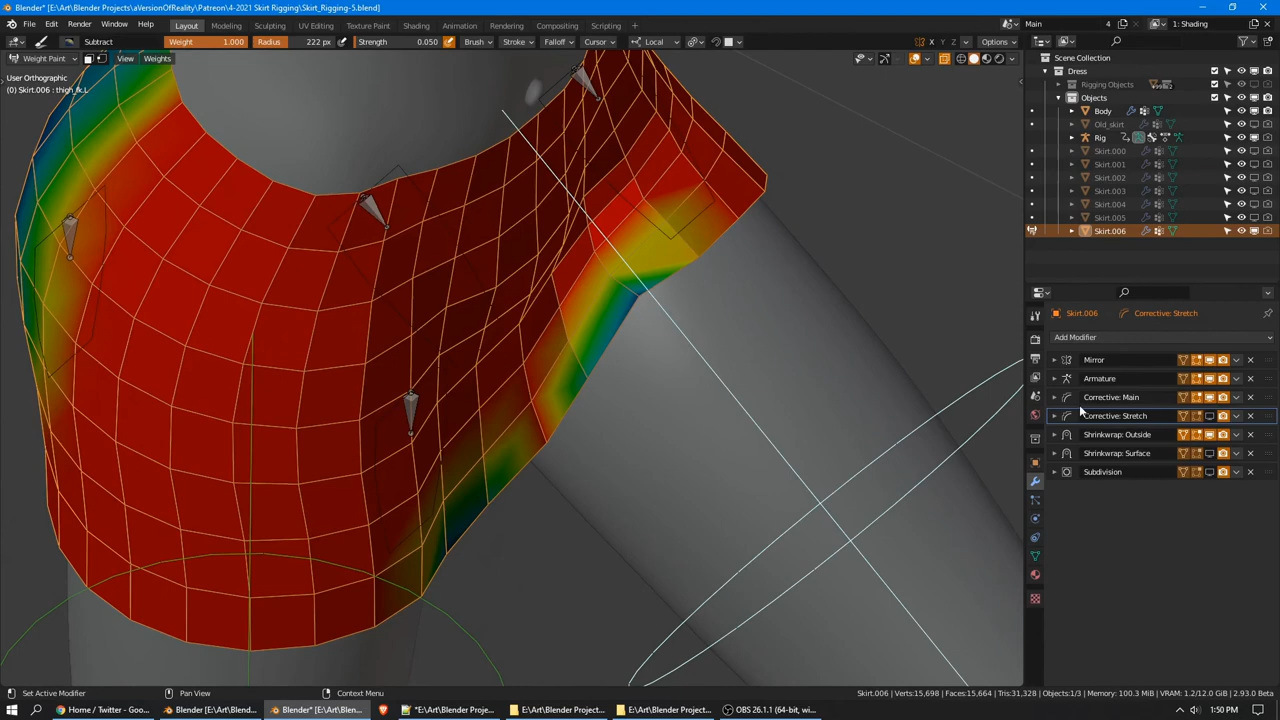 Blender* [E:\Art\Blender Projects\aVersionOfReality\Patreon\4-2021 Skirt Rigging\Skirt_Rigging-5.blend]
File Edit Render Window Help Layout Modeling Sculpting UV Editing Texture Paint Shading Animation Rendering Compositing Scripting Main 4 1: Shading
Subtract Weight 1.000 Radius 222 px Strength 0.050 Brush Stroke Falloff Cursor Local X Y Z Options
Weight Paint View Weights
User Orthographic
(0) Skirt.006 : thigh_fk.L
Scene Collection
Dress
Rigging Objects
Objects
Body
Old_skirt
Rig
Skirt.000
Skirt.001
Skirt.002
Skirt.003
Skirt.004
Skirt.005
Skirt.006
Skirt.006 Corrective: Stretch
Add Modifier
Mirror
Armature
Corrective: Main
Corrective: Stretch
Shrinkwrap: Outside
Shrinkwrap: Surface
Subdivision
Set Active Modifier Pan View Context Menu Skirt.006 | Verts:15,698 | Faces:15,664 | Tris:31,328 | Objects:1/3 | Memory: 100.3 MiB | VRAM: 1.2/12.0 GiB | 2.93.0 Beta
Home / Twitter - Goo... Blender [E:\Art\Blend... Blender* [E:\Art\Blen... *E:\Art\Blender Proje... E:\Art\Blender Project... E:\Art\Blender Project... OBS 26.1.1 (64-bit, wi... 1:50 PM